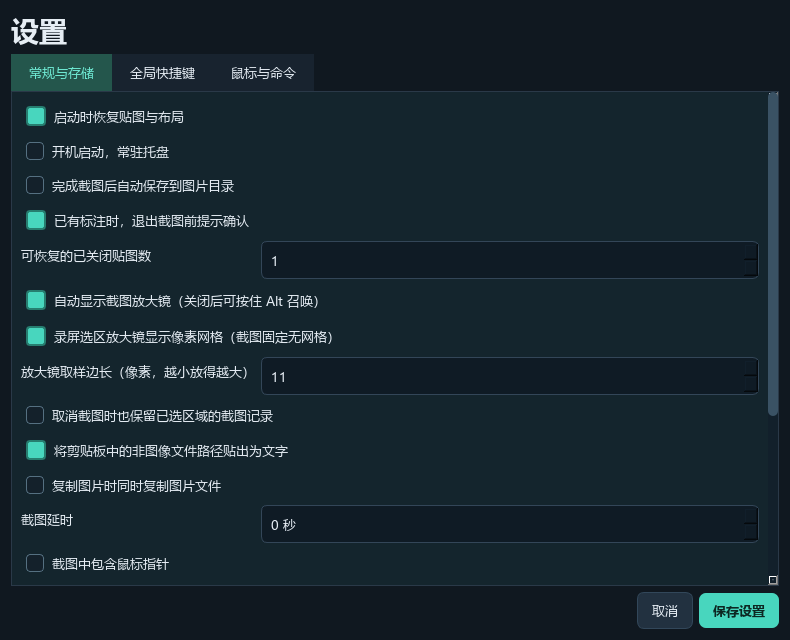 设置
常规与存储 全局快捷键 鼠标与命令
启动时恢复贴图与布局
开机启动，常驻托盘
完成截图后自动保存到图片目录
已有标注时，退出截图前提示确认
可恢复的已关闭贴图数 1
自动显示截图放大镜（关闭后可按住 Alt 召唤）
录屏选区放大镜显示像素网格（截图固定无网格）
放大镜取样边长（像素，越小放得越大） 11
取消截图时也保留已选区域的截图记录
将剪贴板中的非图像文件路径贴出为文字
复制图片时同时复制图片文件
截图延时 0 秒
截图中包含鼠标指针
取消 保存设置